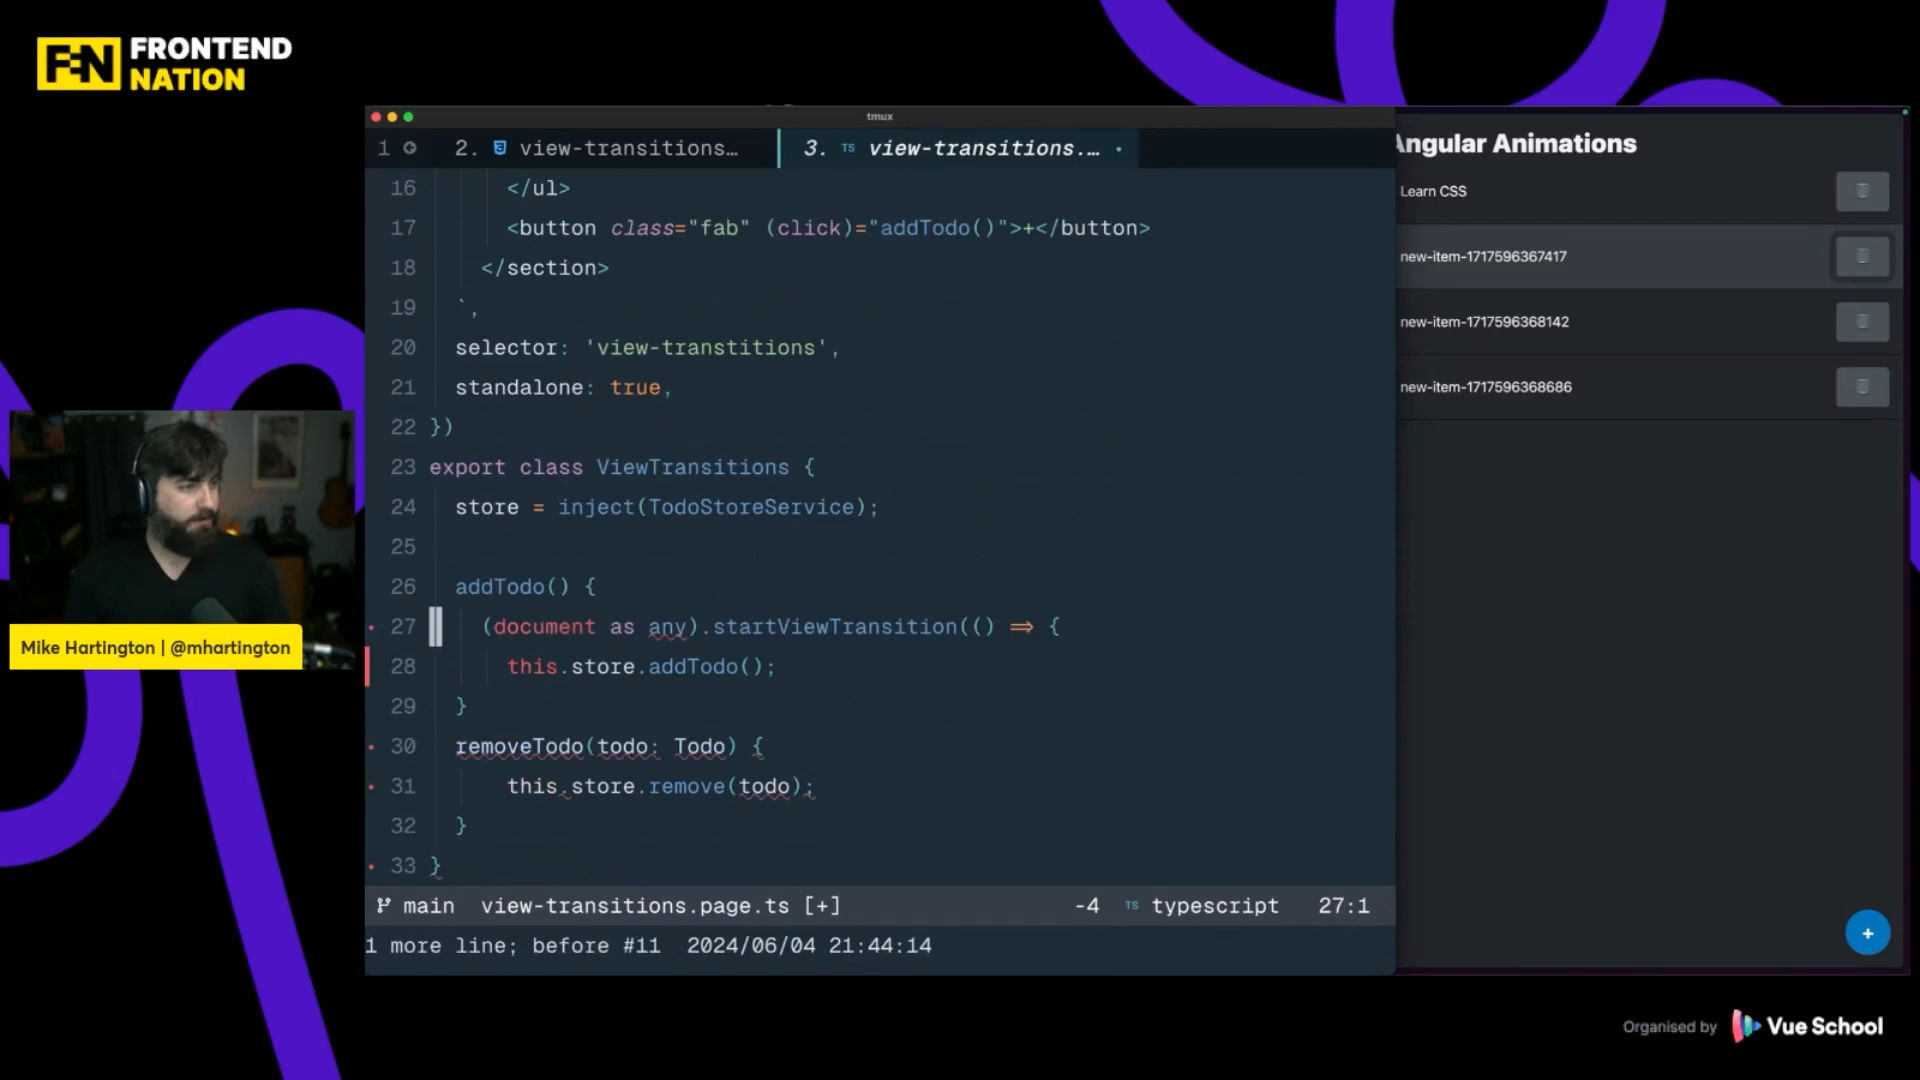 FRONTEND
NATION
tmux
1
2. view-transitions…
3. TS view-transitions.… •
16 </ul>
17 <button class="fab" (click)="addTodo()">+</button>
18 </section>
19 `,
20 selector: 'view-transtitions',
21 standalone: true,
22 })
23 export class ViewTransitions {
24 store = inject(TodoStoreService);
25
26 addTodo() {
27 (document as any).startViewTransition(() => {
28 this.store.addTodo();
29 }
30 removeTodo(todo: Todo) {
31 this.store.remove(todo);
32 }
33 }
main view-transitions.page.ts [+] -4 TS typescript 27:1
1 more line; before #11 2024/06/04 21:44:14
Angular Animations
Learn CSS
new-item-1717596367417
new-item-1717596368142
new-item-1717596368686
+
Mike Hartington | @mhartington
Organised by Vue School